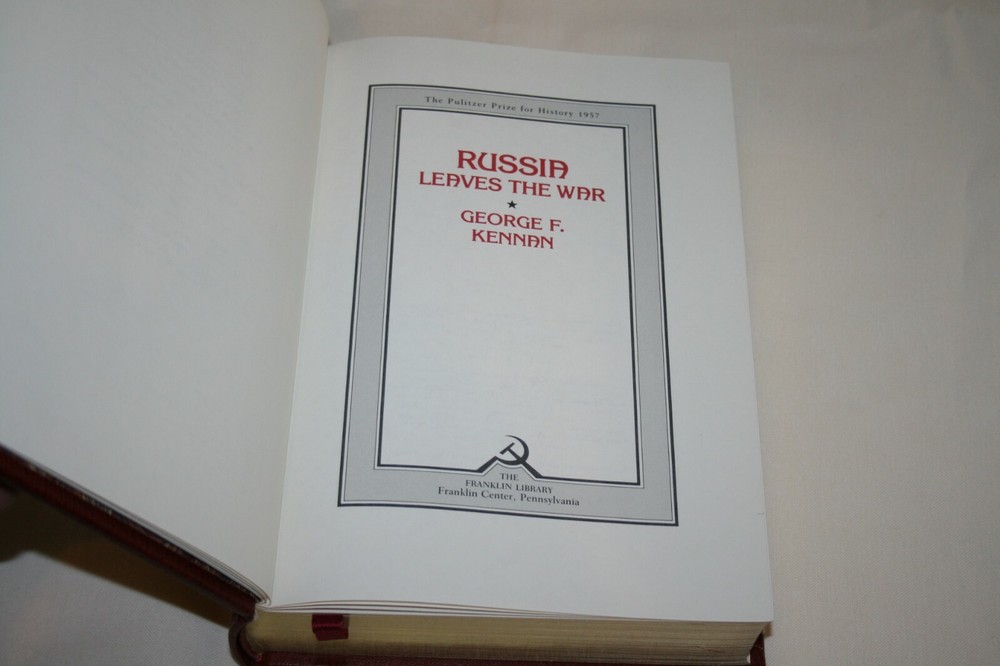 The Pulitzer Prize for History 1957
RUSSIA
LEAVES THE WAR
GEORGE F.
KENNAN
THE
FRANKLIN LIBRARY
Franklin Center, Pennsylvania